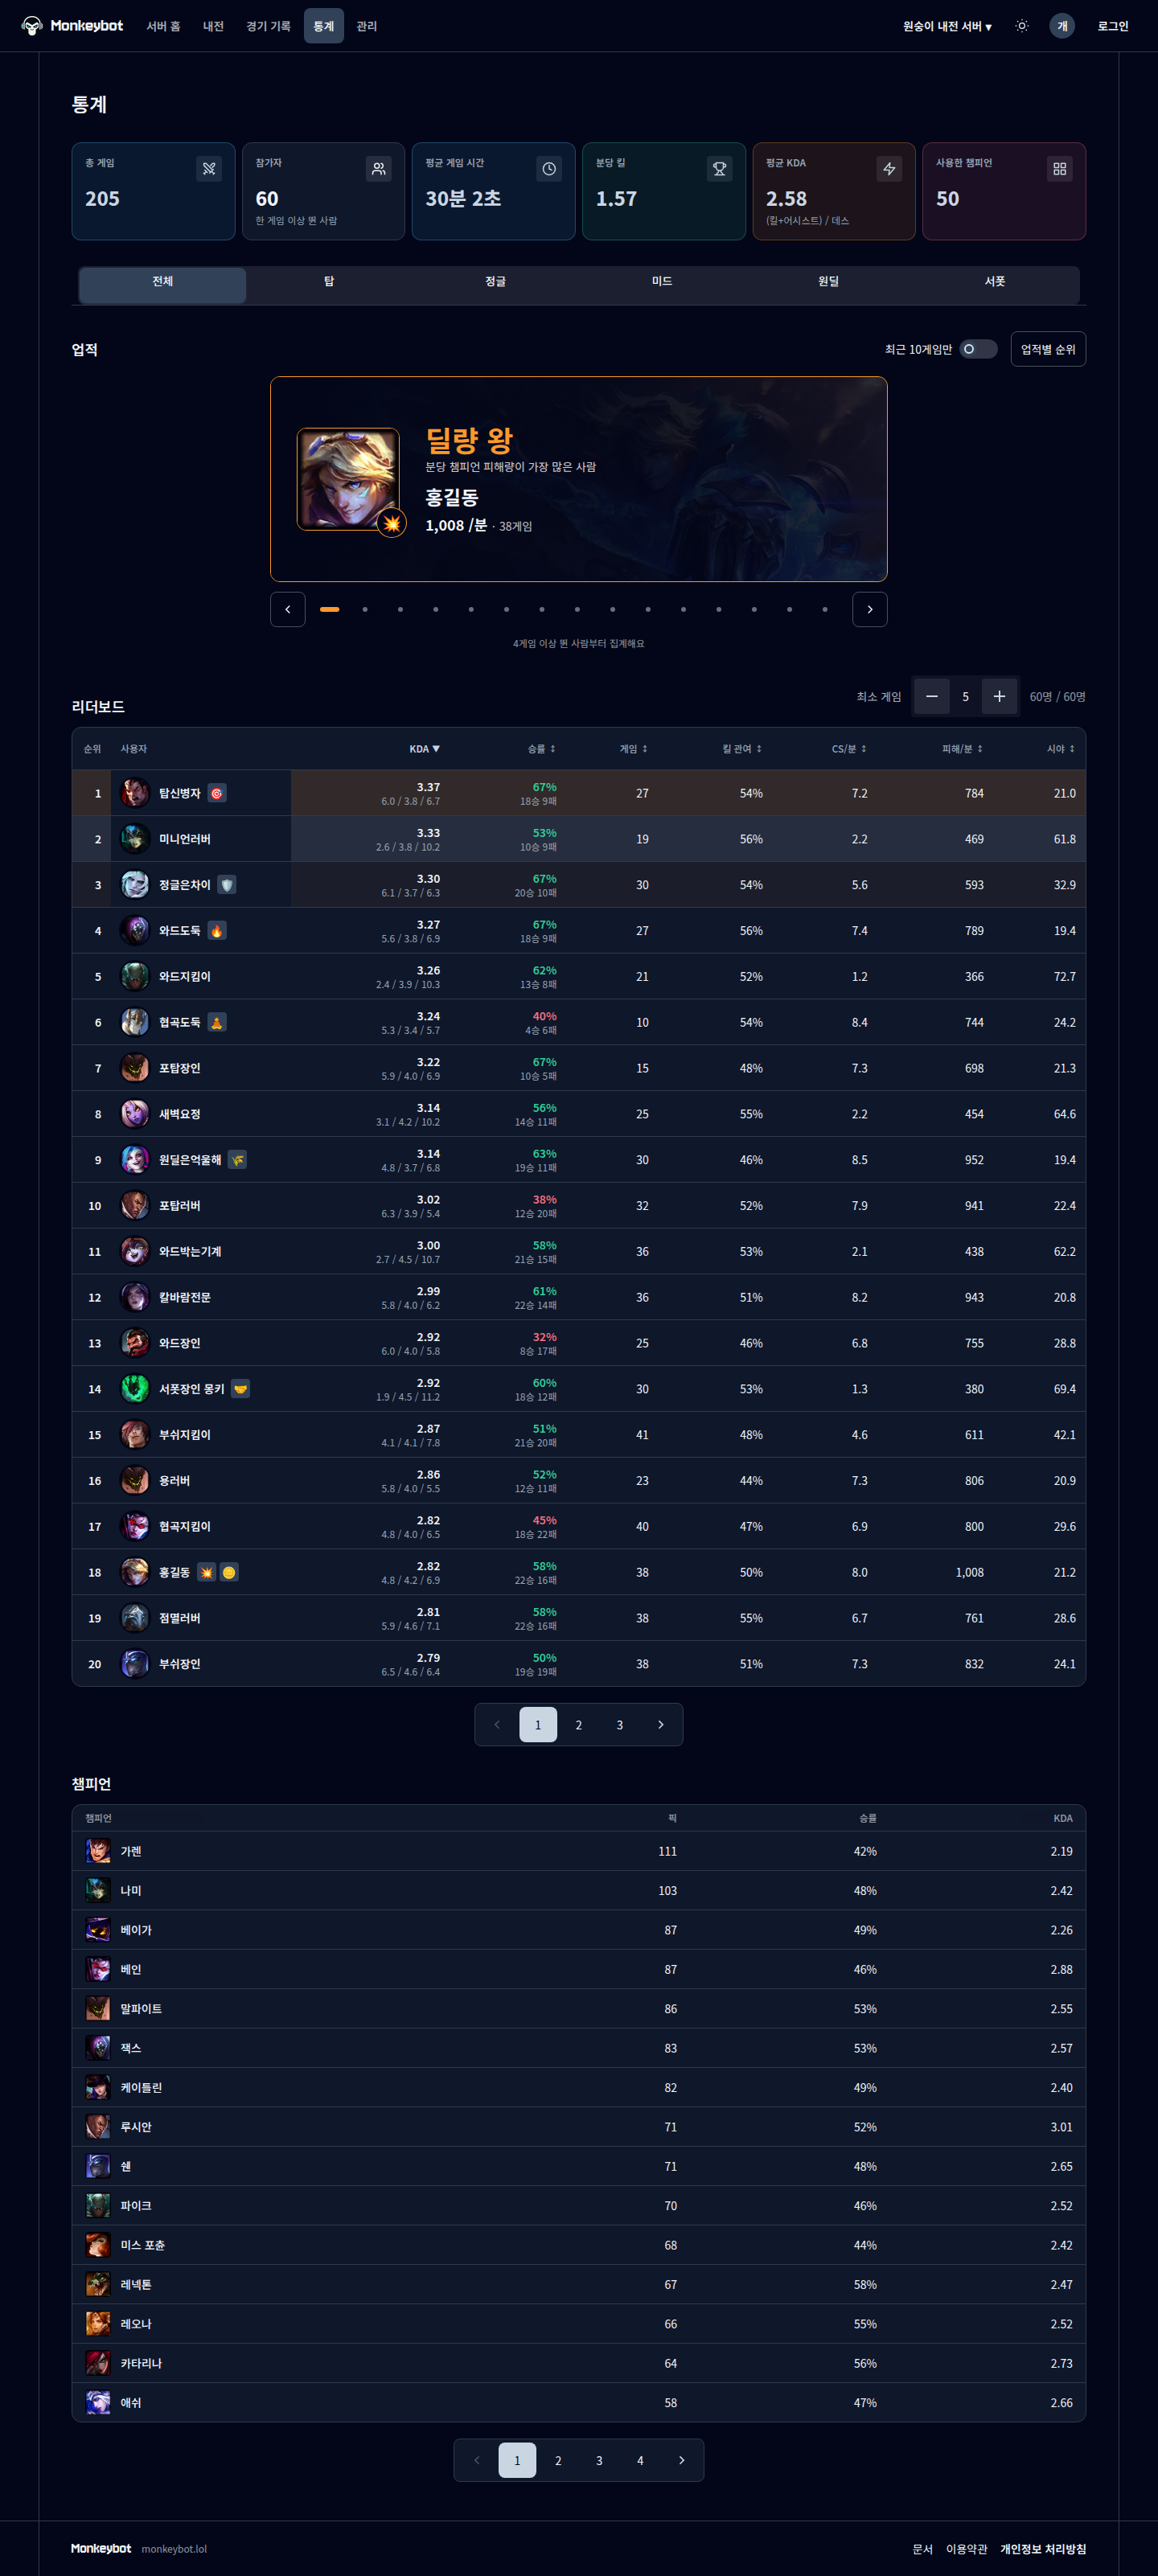 Monkeybot 서버 홈 내전 경기 기록 통계 관리 원숭이 내전 서버 ▾ 개 로그인
통계
총 게임 참가자 평균 게임 시간 분당 킬 평균 KDA 사용한 챔피언
205 60 30분 2초 1.57 2.58 50
한 게임 이상 뛴 사람 (킬+어시스트) / 데스
전체 탑 정글 미드 원딜 서폿
업적 최근 10게임만 업적별 순위
딜량 왕
분당 챔피언 피해량이 가장 많은 사람
홍길동
1,008 /분 · 38게임
4게임 이상 뛴 사람부터 집계해요
리더보드 최소 게임 5 60명 / 60명
순위 사용자 KDA ▼ 승률 ↕ 게임 ↕ 킬 관여 ↕ CS/분 ↕ 피해/분 ↕ 시야 ↕
1 탑신병자 3.37 67% 27 54% 7.2 784 21.0
6.0 / 3.8 / 6.7 18승 9패
2 미니언러버 3.33 53% 19 56% 2.2 469 61.8
2.6 / 3.8 / 10.2 10승 9패
3 정글은차이 3.30 67% 30 54% 5.6 593 32.9
6.1 / 3.7 / 6.3 20승 10패
4 와드도둑 3.27 67% 27 56% 7.4 789 19.4
5.6 / 3.8 / 6.9 18승 9패
5 와드지킴이 3.26 62% 21 52% 1.2 366 72.7
2.4 / 3.9 / 10.3 13승 8패
6 협곡도둑 3.24 40% 10 54% 8.4 744 24.2
5.3 / 3.4 / 5.7 4승 6패
7 포탑장인 3.22 67% 15 48% 7.3 698 21.3
5.9 / 4.0 / 6.9 10승 5패
8 새벽요정 3.14 56% 25 55% 2.2 454 64.6
3.1 / 4.2 / 10.2 14승 11패
9 원딜은억울해 3.14 63% 30 46% 8.5 952 19.4
4.8 / 3.7 / 6.8 19승 11패
10 포탑러버 3.02 38% 32 52% 7.9 941 22.4
6.3 / 3.9 / 5.4 12승 20패
11 와드박는기계 3.00 58% 36 53% 2.1 438 62.2
2.7 / 4.5 / 10.7 21승 15패
12 칼바람전문 2.99 61% 36 51% 8.2 943 20.8
5.8 / 4.0 / 6.2 22승 14패
13 와드장인 2.92 32% 25 46% 6.8 755 28.8
6.0 / 4.0 / 5.8 8승 17패
14 서폿장인 몽키 2.92 60% 30 53% 1.3 380 69.4
1.9 / 4.5 / 11.2 18승 12패
15 부쉬지킴이 2.87 51% 41 48% 4.6 611 42.1
4.1 / 4.1 / 7.8 21승 20패
16 용러버 2.86 52% 23 44% 7.3 806 20.9
5.8 / 4.0 / 5.5 12승 11패
17 협곡지킴이 2.82 45% 40 47% 6.9 800 29.6
4.8 / 4.0 / 6.5 18승 22패
18 홍길동 2.82 58% 38 50% 8.0 1,008 21.2
4.8 / 4.2 / 6.9 22승 16패
19 점멸러버 2.81 58% 38 55% 6.7 761 28.6
5.9 / 4.6 / 7.1 22승 16패
20 부쉬장인 2.79 50% 38 51% 7.3 832 24.1
6.5 / 4.6 / 6.4 19승 19패
1 2 3
챔피언
챔피언 픽 승률 KDA
가렌 111 42% 2.19
나미 103 48% 2.42
베이가 87 49% 2.26
베인 87 46% 2.88
말파이트 86 53% 2.55
잭스 83 53% 2.57
케이틀린 82 49% 2.40
루시안 71 52% 3.01
쉔 71 48% 2.65
파이크 70 46% 2.52
미스 포츈 68 44% 2.42
레넥톤 67 58% 2.47
레오나 66 55% 2.52
카타리나 64 56% 2.73
애쉬 58 47% 2.66
1 2 3 4
Monkeybot monkeybot.lol 문서 이용약관 개인정보 처리방침